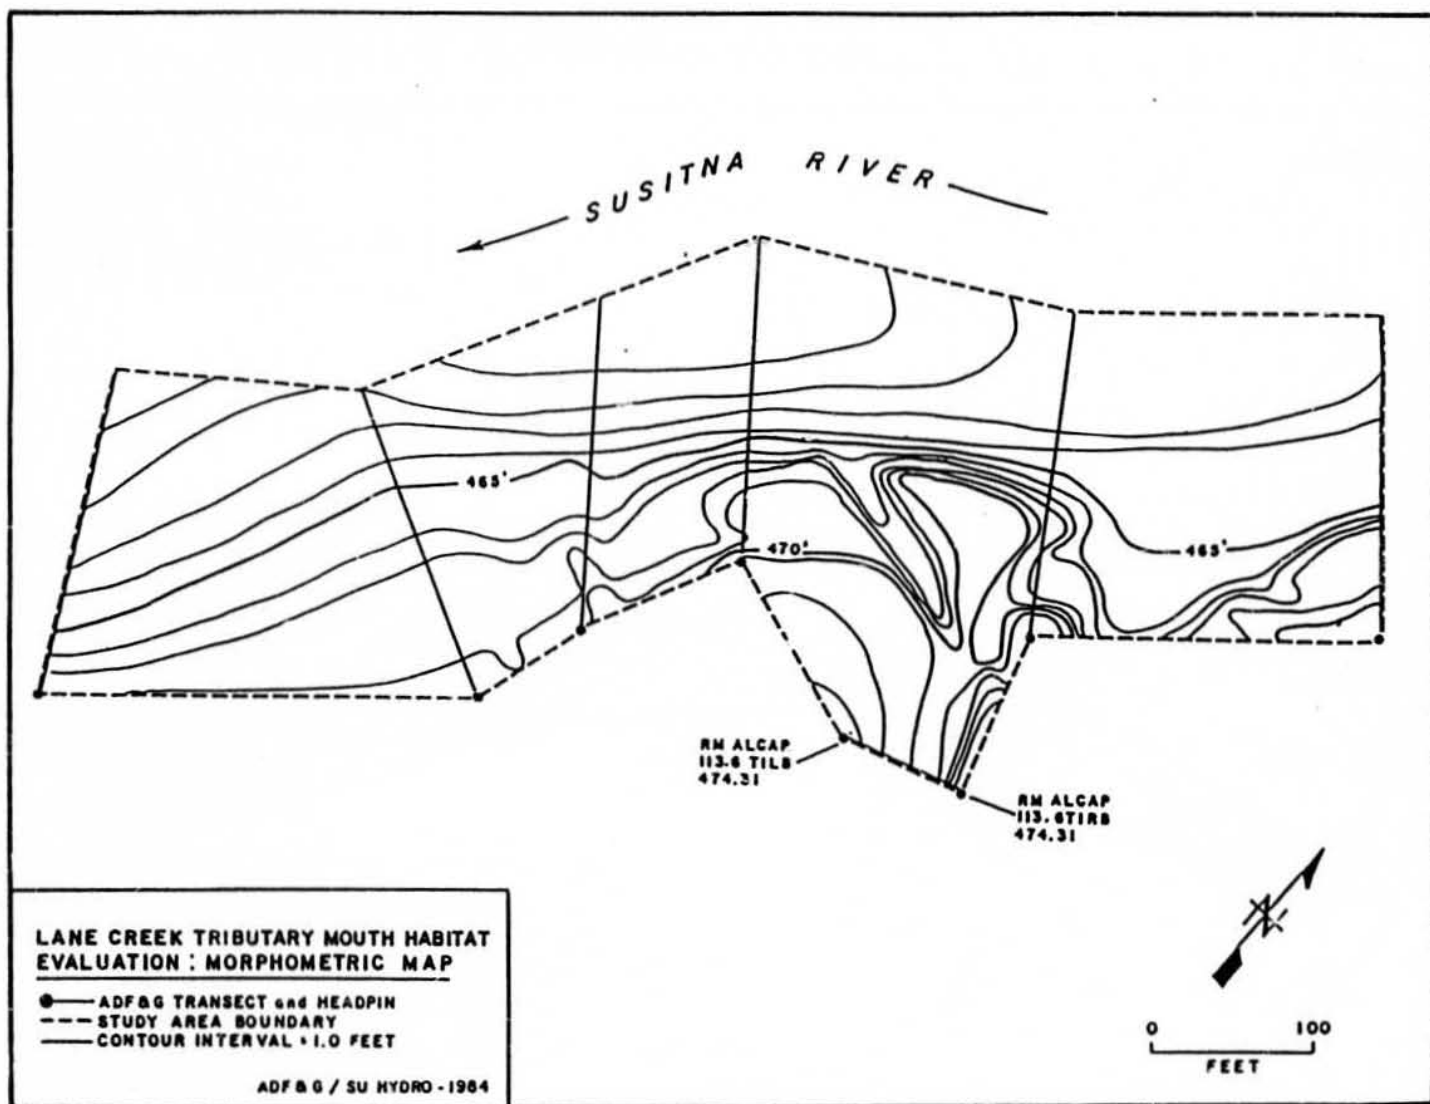 SUSITNA RIVER
465'
470'
465'
RM ALCAP
113.6 TILB
474.31
RM ALCAP
113.6TIRB
474.31
N
LANE CREEK TRIBUTARY MOUTH HABITAT
EVALUATION : MORPHOMETRIC MAP
ADF&G TRANSECT and HEADPIN
STUDY AREA BOUNDARY
CONTOUR INTERVAL = 1.0 FEET
ADF & G / SU HYDRO - 1984
0 100
FEET